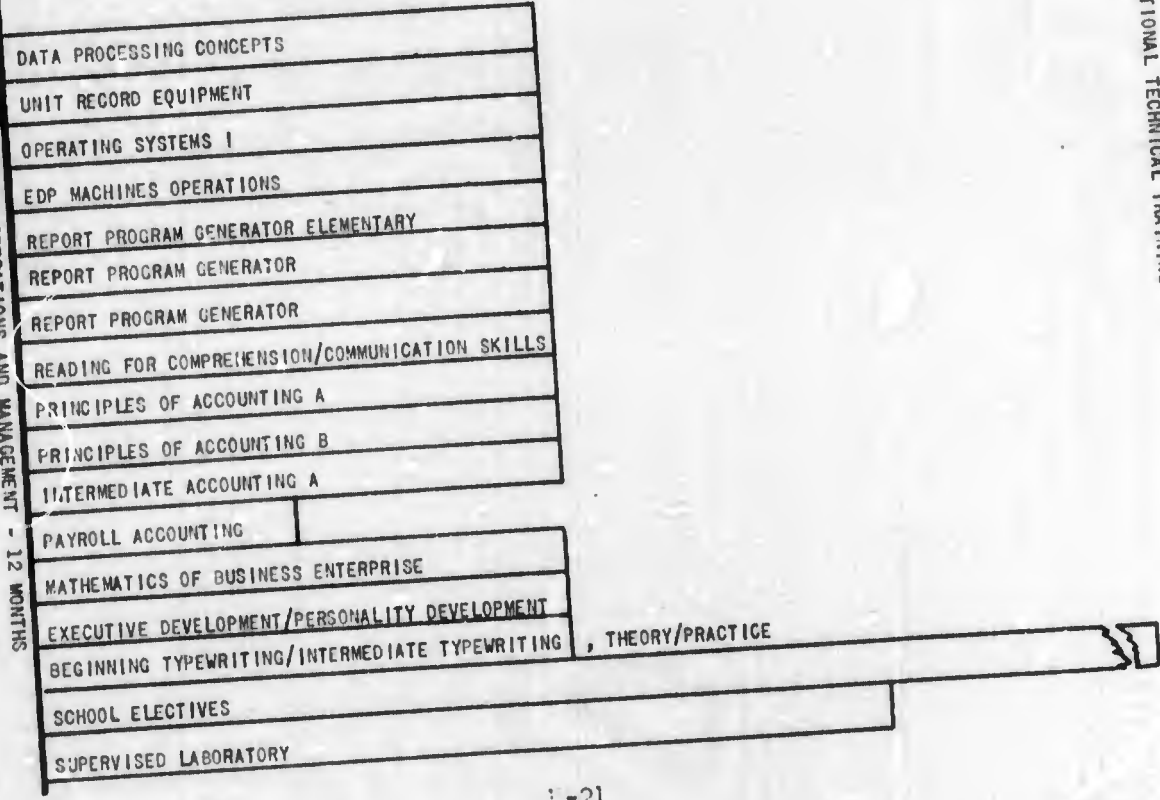 DATA PROCESSING CONCEPTS
UNIT RECORD EQUIPMENT
OPERATING SYSTEMS I
EDP MACHINES OPERATIONS
REPORT PROGRAM GENERATOR ELEMENTARY
REPORT PROGRAM GENERATOR
REPORT PROGRAM GENERATOR
READING FOR COMPREHENSION/COMMUNICATION SKILLS
PRINCIPLES OF ACCOUNTING A
PRINCIPLES OF ACCOUNTING B
INTERMEDIATE ACCOUNTING A
PAYROLL ACCOUNTING
MATHEMATICS OF BUSINESS ENTERPRISE
EXECUTIVE DEVELOPMENT/PERSONALITY DEVELOPMENT
BEGINNING TYPEWRITING/INTERMEDIATE TYPEWRITING , THEORY/PRACTICE
SCHOOL ELECTIVES
SUPERVISED LABORATORY
AND MANAGEMENT - 12 MONTHS
TECHNICAL
-21